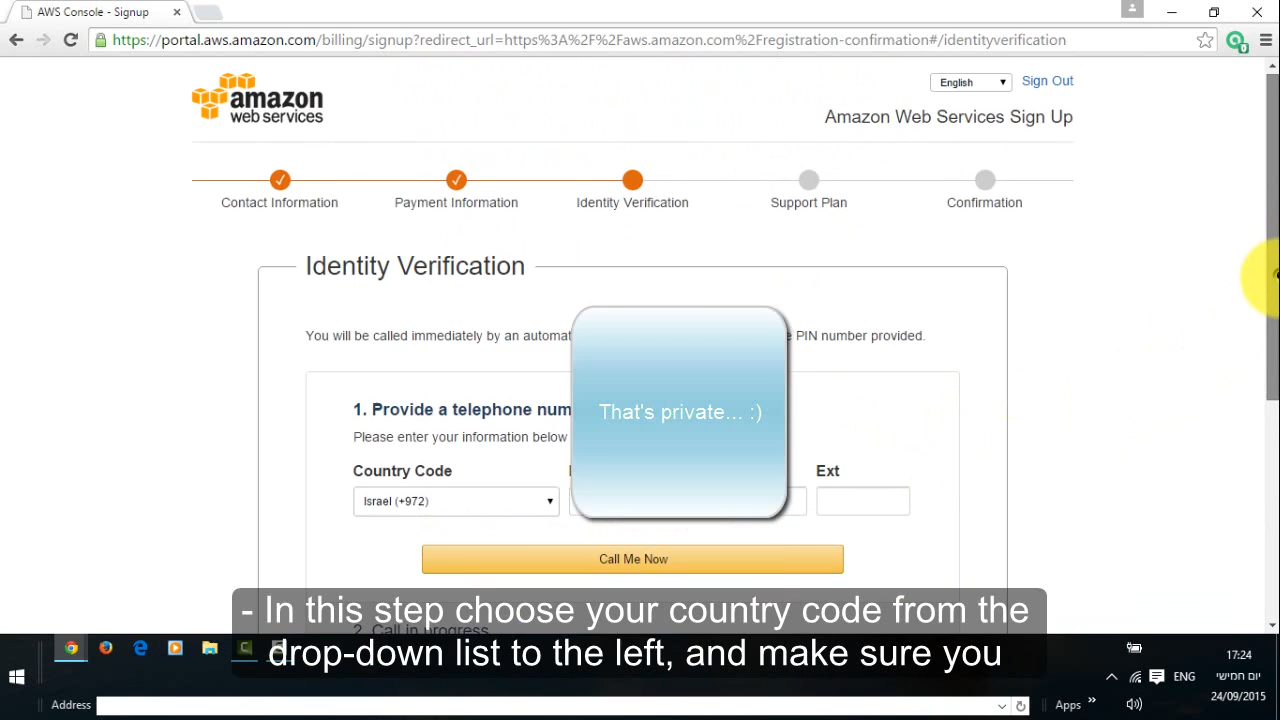 AWS Console - Signup
https://portal.aws.amazon.com/billing/signup?redirect_url=https%3A%2F%2Faws.amazon.com%2Fregistration-confirmation#/identityverification
amazon
web services
English
Sign Out
Amazon Web Services Sign Up
Contact Information
Payment Information
Identity Verification
Support Plan
Confirmation
Identity Verification
You will be called immediately by an automat
PIN number provided.
That's private... :)
1. Provide a telephone num
Please enter your information below
Country Code
Ext
Israel (+972)
Call Me Now
2. Call in progress
- In this step choose your country code from the
drop-down list to the left, and make sure you
17:24
ENG
יום חמישי
24/09/2015
Address
Apps